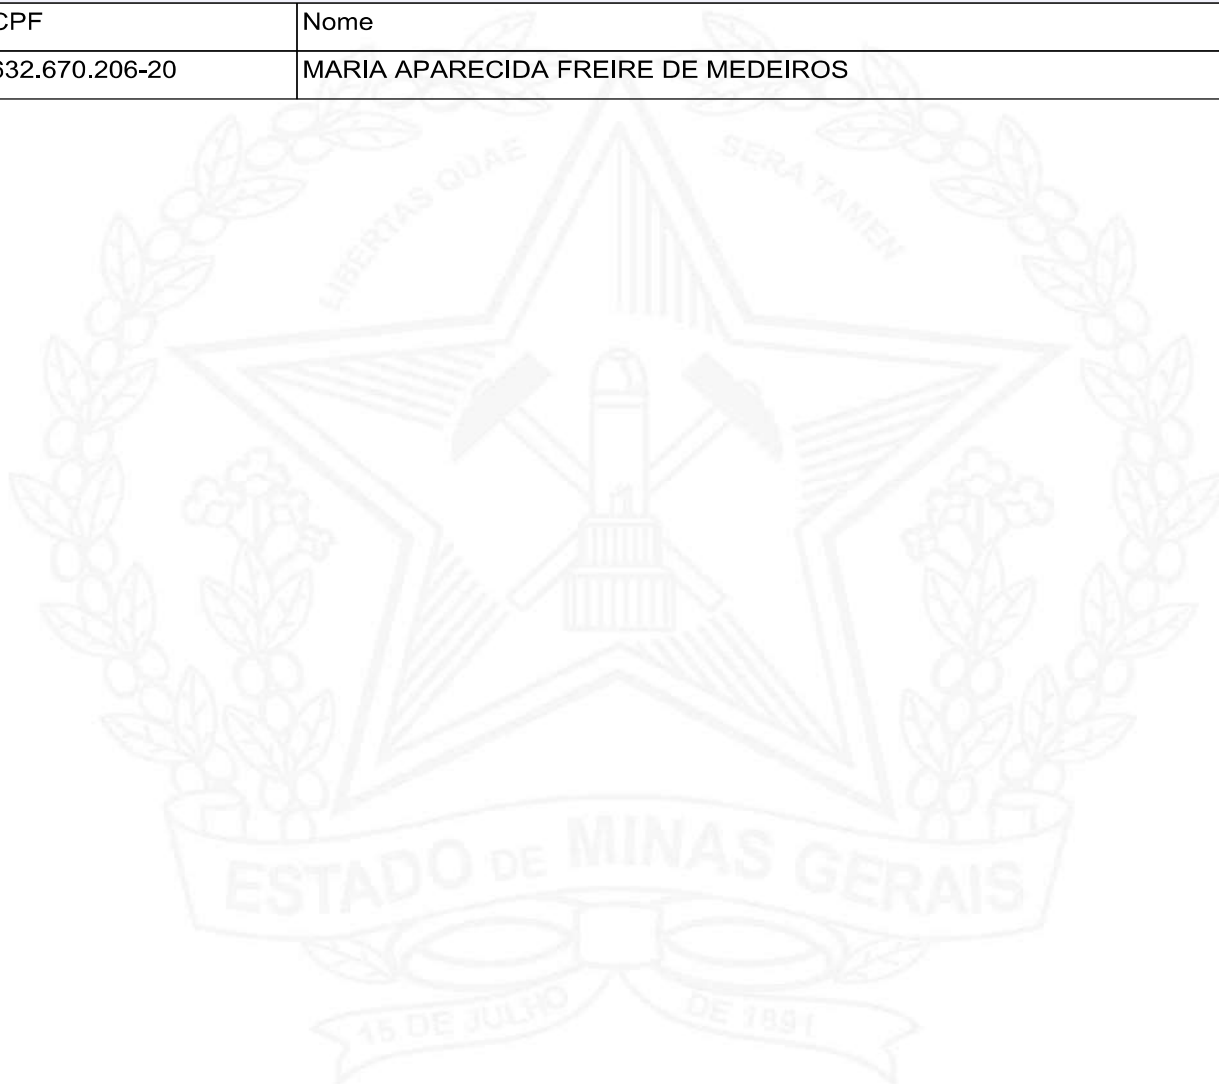 CPF Nome
632.670.206-20 MARIA APARECIDA FREIRE DE MEDEIROS
LIBERTAS QUAE SERA TAMEN
ESTADO DE MINAS GERAIS
15 DE JULHO DE 1891